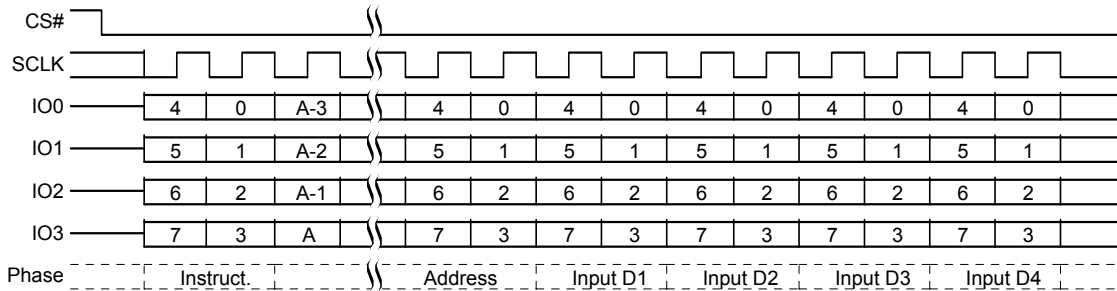 CS#
SCLK
IO0 4 0 A-3 4 0 4 0 4 0 4 0 4 0
IO1 5 1 A-2 5 1 5 1 5 1 5 1 5 1
IO2 6 2 A-1 6 2 6 2 6 2 6 2 6 2
IO3 7 3 A 7 3 7 3 7 3 7 3 7 3
Phase Instruct. Address Input D1 Input D2 Input D3 Input D4